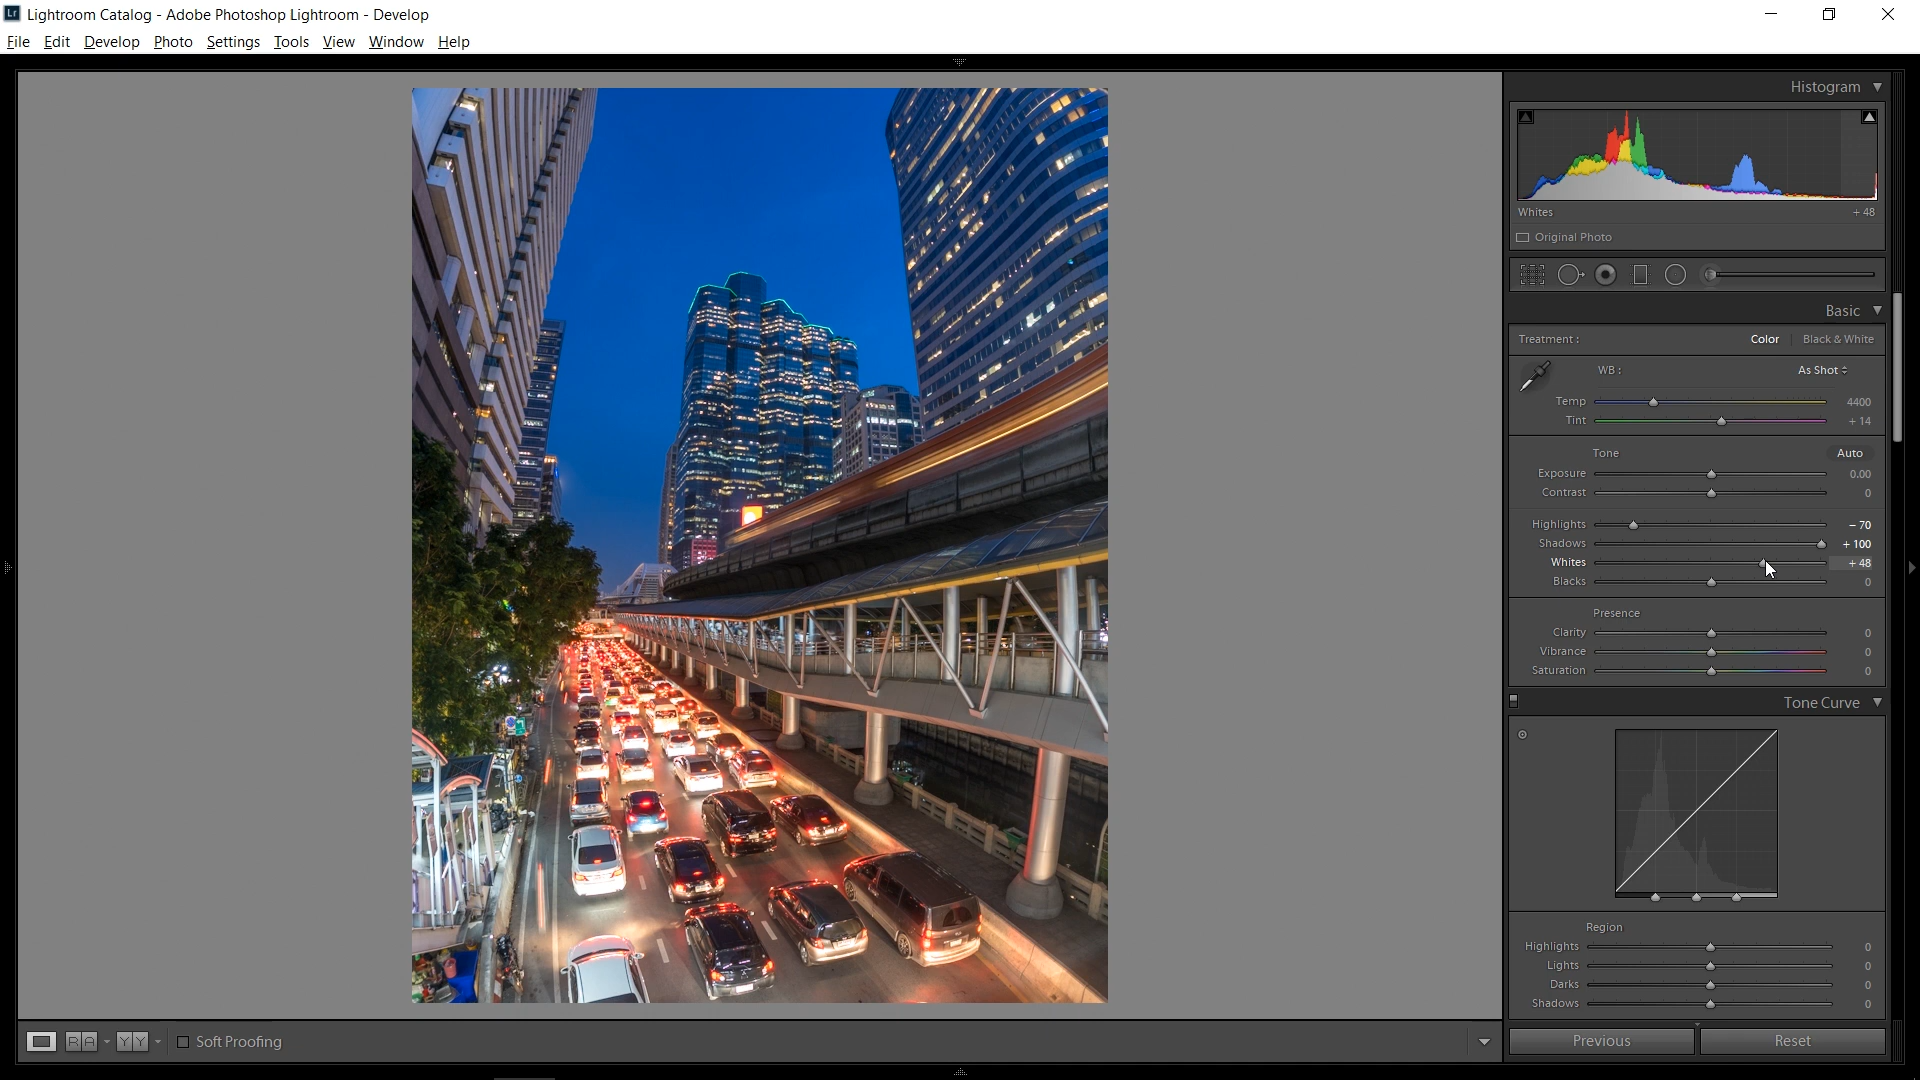 Lr Lightroom Catalog - Adobe Photoshop Lightroom - Develop
File Edit Develop Photo Settings Tools View Window Help
Histogram
Whites + 48
Original Photo
Basic
Treatment : Color Black & White
WB : As Shot
Temp 4400
Tint + 14
Tone Auto
Exposure 0.00
Contrast 0
Highlights – 70
Shadows + 100
Whites + 48
Blacks 0
Presence
Clarity 0
Vibrance 0
Saturation 0
Tone Curve
Region
Highlights 0
Lights 0
Darks 0
Shadows 0
R A Y Y Soft Proofing
Previous Reset